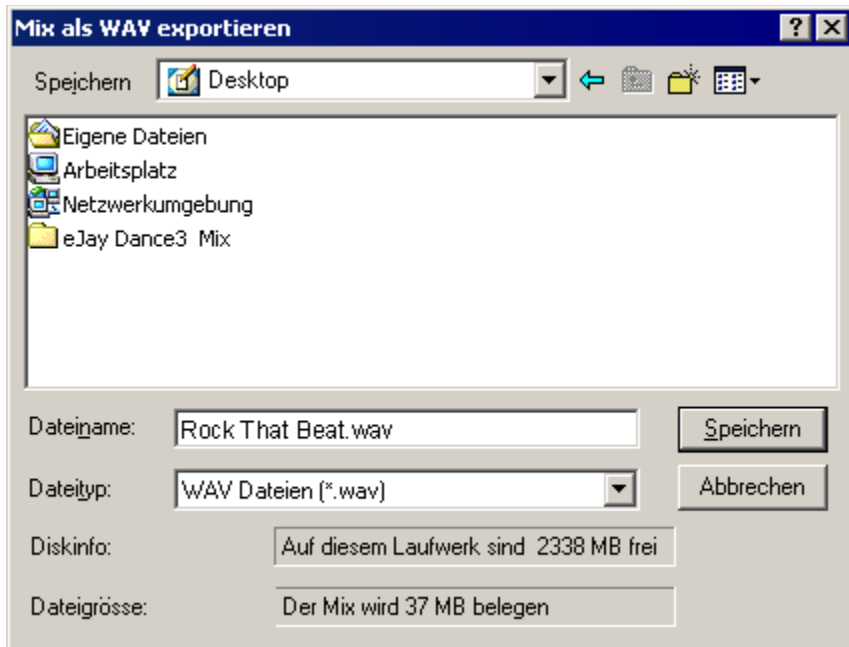 Mix als WAV exportieren
Speichern Desktop
Eigene Dateien
Arbeitsplatz
Netzwerkumgebung
eJay Dance3 Mix
Dateiname: Rock That Beat.wav Speichern
Dateityp: WAV Dateien (*.wav) Abbrechen
Diskinfo: Auf diesem Laufwerk sind 2338 MB frei
Dateigrösse: Der Mix wird 37 MB belegen